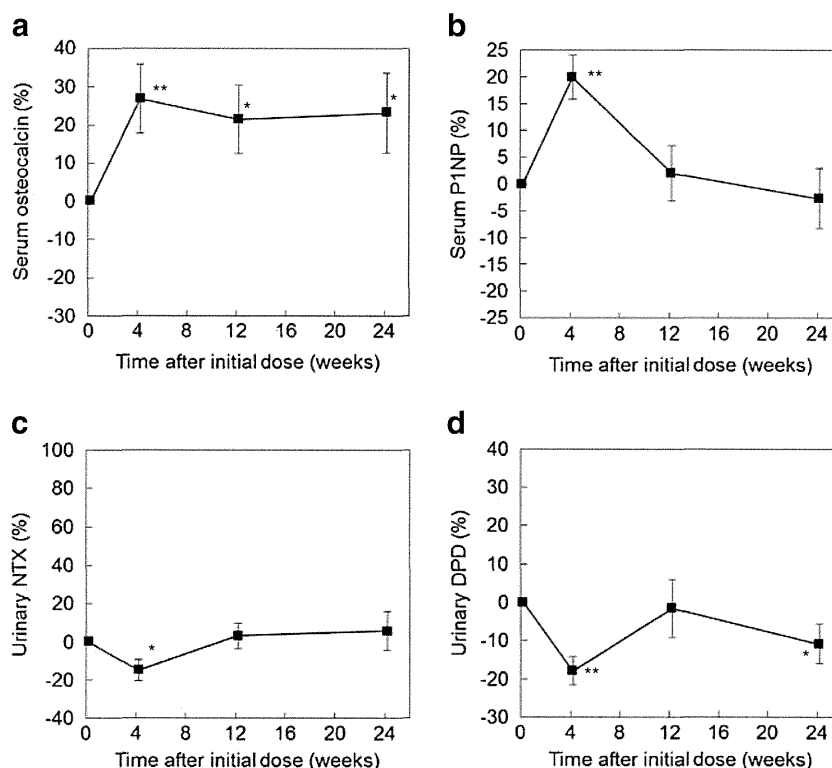 a
40
30
20
10
0
-10
-20
-30
Serum osteocalcin (%)
**
*
*
0 4 8 12 16 20 24
Time after initial dose (weeks)
b
25
20
15
10
5
0
-5
-10
-15
-20
-25
Serum P1NP (%)
**
0 4 8 12 16 20 24
Time after initial dose (weeks)
c
100
80
60
40
20
0
-20
-40
Urinary NTX (%)
*
0 4 8 12 16 20 24
Time after initial dose (weeks)
d
40
30
20
10
0
-10
-20
-30
Urinary DPD (%)
**
*
0 4 8 12 16 20 24
Time after initial dose (weeks)